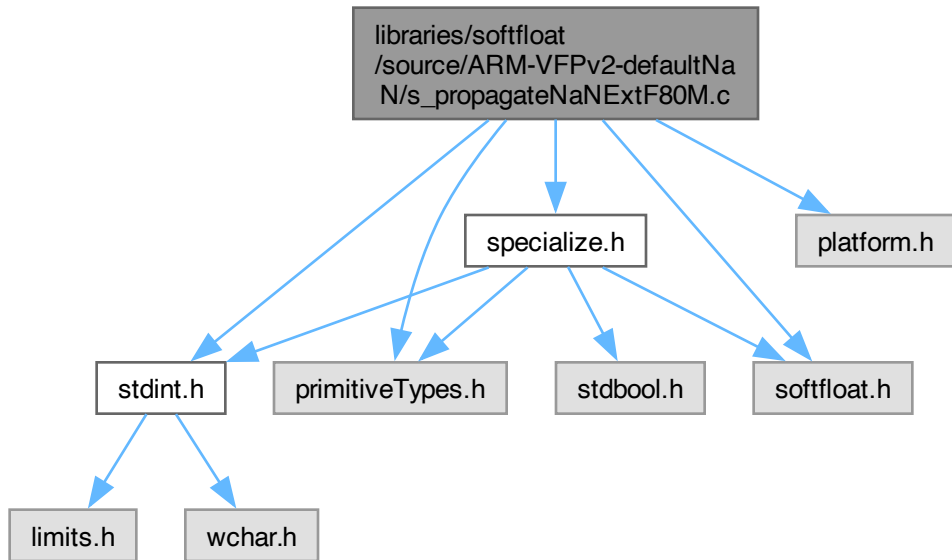 libraries/softfloat
/source/ARM-VFPv2-defaultNa
N/s_propagateNaNExtF80M.c
specialize.h
platform.h
stdint.h
primitiveTypes.h
stdbool.h
softfloat.h
limits.h
wchar.h